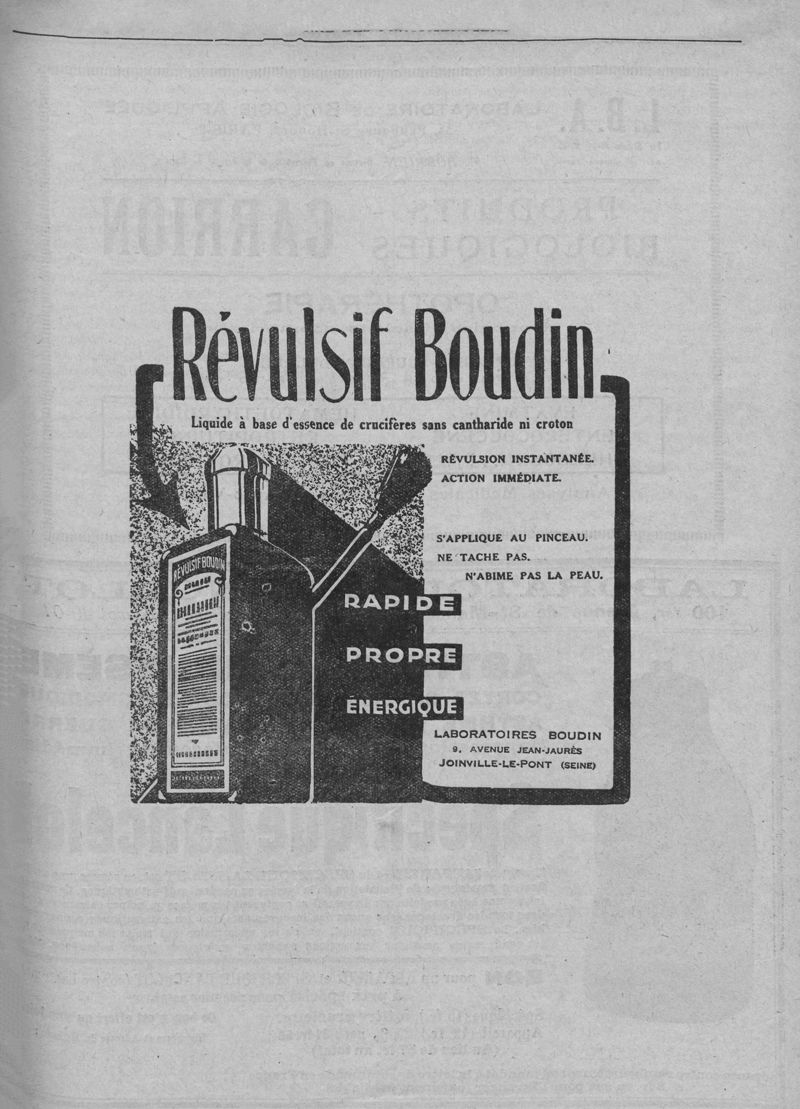 Révulsif Boudin
Liquide à base d'essence de crucifères sans cantharide ni croton
RÉVULSION INSTANTANÉE.
ACTION IMMÉDIATE.
S'APPLIQUE AU PINCEAU.
NE TACHE PAS.
N'ABIME PAS LA PEAU.
RÉVULSIF BOUDIN
RAPIDE
PROPRE
ÉNERGIQUE
LABORATOIRES BOUDIN
9, AVENUE JEAN-JAURÈS
JOINVILLE-LE-PONT (SEINE)